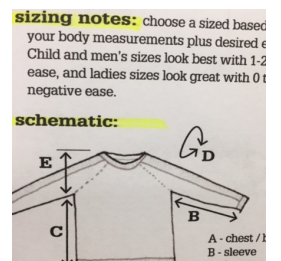 sizing notes: choose a sized based
your body measurements plus desired e
Child and men's sizes look best with 1-2
ease, and ladies sizes look great with 0 t
negative ease.
schematic:
E
D
B
C
A - chest /
B - sleeve